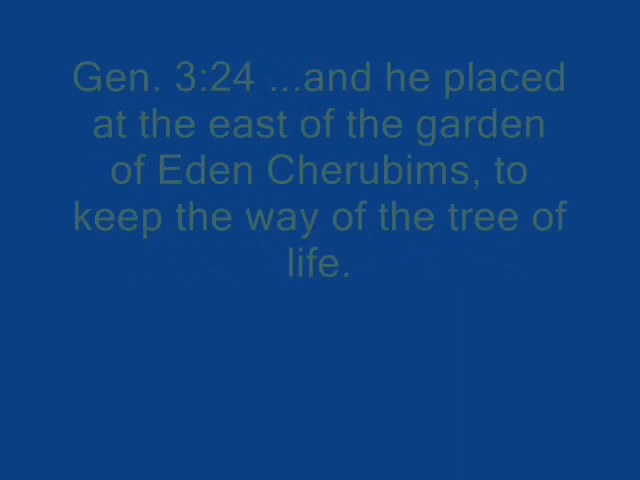 Gen. 3:24 ...and he placed
at the east of the garden
of Eden Cherubims, to
keep the way of the tree of
life.